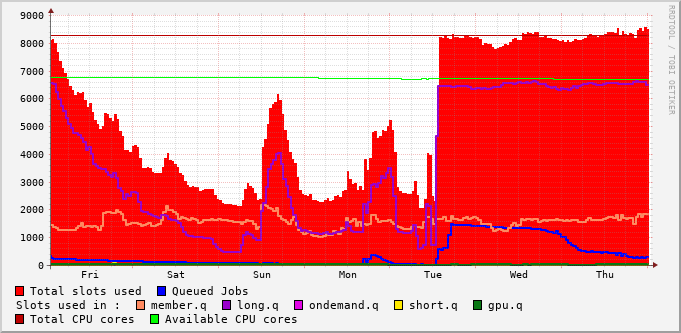 9000
8000
7000
6000
5000
4000
3000
2000
1000
0
Fri Sat Sun Mon Tue Wed Thu
RRDTOOL / TOBI OETIKER
Total slots used Queued Jobs
Slots used in : member.q long.q ondemand.q short.q gpu.q
Total CPU cores Available CPU cores